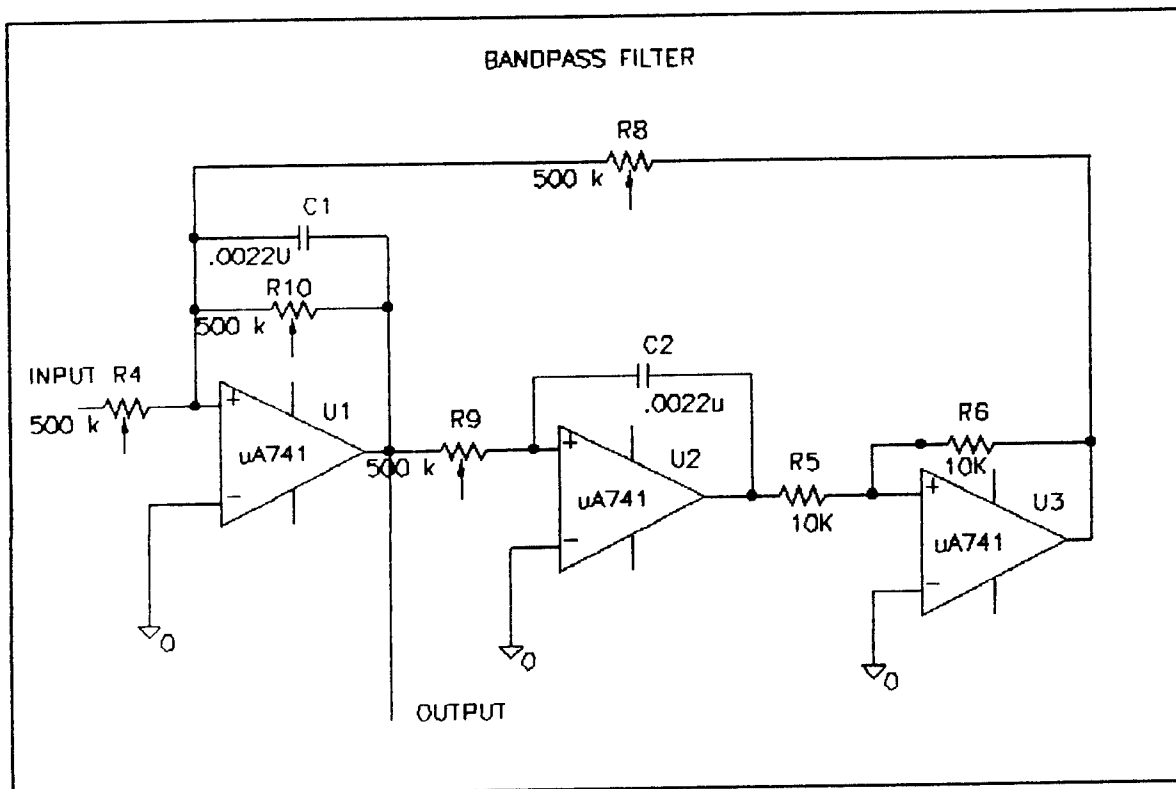 BANDPASS FILTER
R8
500 k
C1
.0022U
R10
500 k
INPUT R4
500 k
+
U1
uA741
-
0
OUTPUT
R9
500 k
C2
.0022u
+
U2
uA741
-
0
R5
10K
R6
10K
+
U3
uA741
-
0